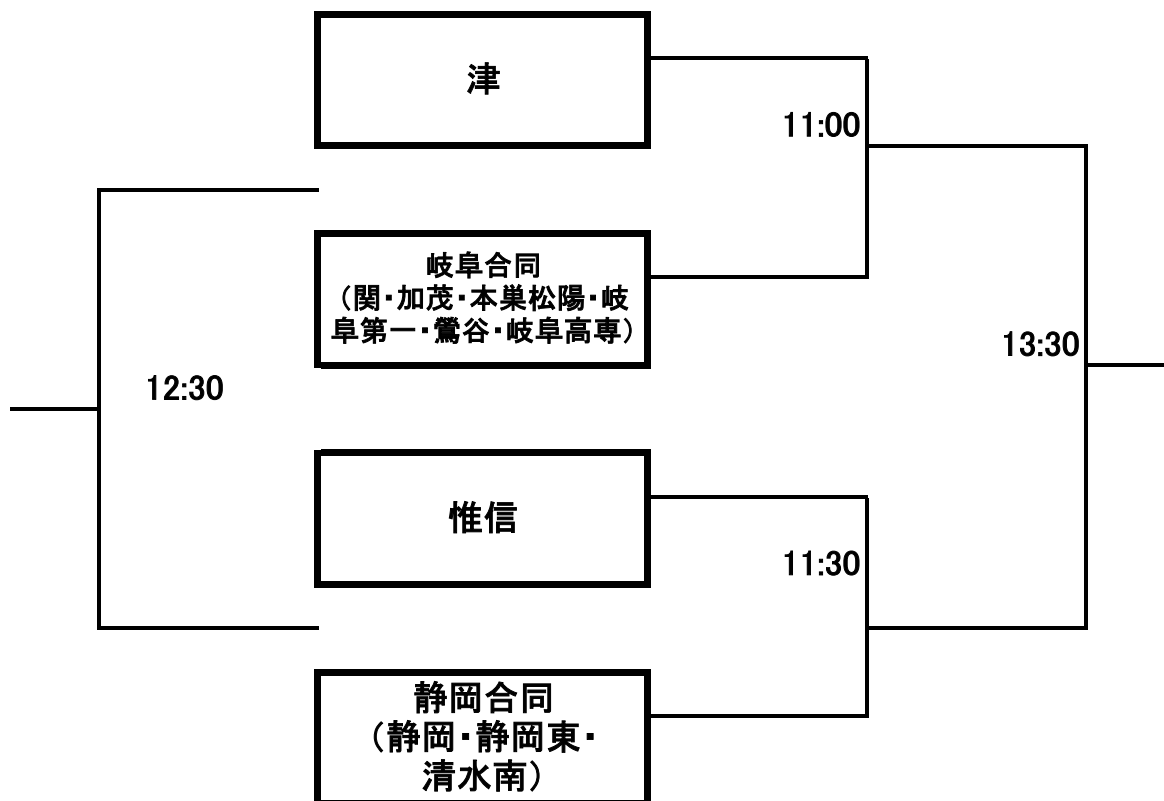 津
11:00
岐阜合同
（関・加茂・本巣松陽・岐
阜第一・鶯谷・岐阜高専）
13:30
12:30
惟信
11:30
静岡合同
（静岡・静岡東・
清水南）